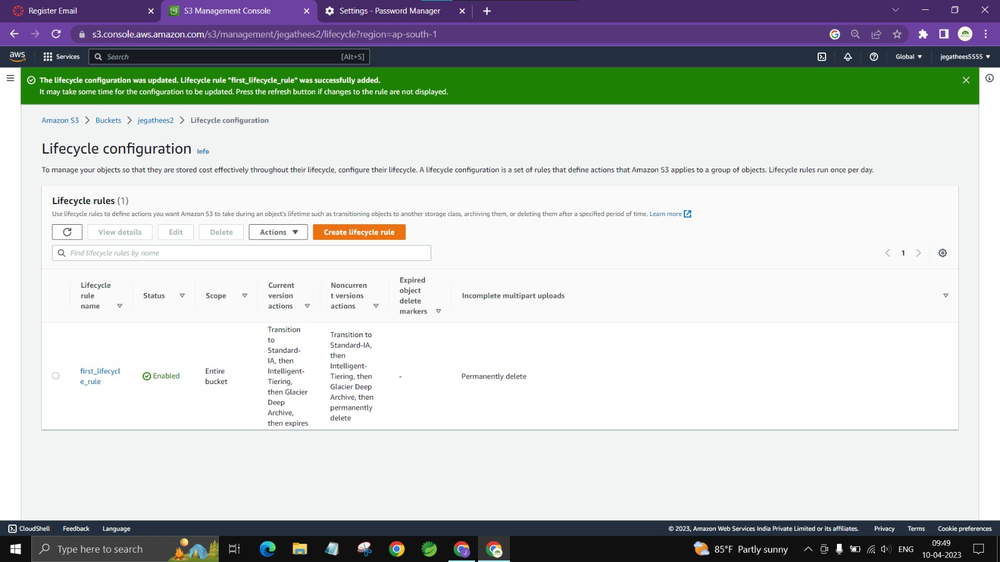 Register Email
S3 Management Console
Settings - Password Manager
s3.console.aws.amazon.com/s3/management/jegathees2/lifecycle?region=ap-south-1
aws
Services
Search
[Alt+S]
Global
jegathees5555
The lifecycle configuration was updated. Lifecycle rule "first_lifecycle_rule" was successfully added.
It may take some time for the configuration to be updated. Press the refresh button if changes to the rule are not displayed.
Amazon S3 > Buckets > jegathees2 > Lifecycle configuration
Lifecycle configuration Info
To manage your objects so that they are stored cost effectively throughout their lifecycle, configure their lifecycle. A lifecycle configuration is a set of rules that define actions that Amazon S3 applies to a group of objects. Lifecycle rules run once per day.
Lifecycle rules (1)
Use lifecycle rules to define actions you want Amazon S3 to take during an object's lifetime such as transitioning objects to another storage class, archiving them, or deleting them after a specified period of time. Learn more
View details
Edit
Delete
Actions
Create lifecycle rule
Find lifecycle rules by name
1
Lifecycle
rule
name
Status
Scope
Current
version
actions
Noncurren
t versions
actions
Expired
object
delete
markers
Incomplete multipart uploads
first_lifecycl
e_rule
Enabled
Entire
bucket
Transition
to
Standard-
IA, then
Intelligent-
Tiering,
then Glacier
Deep
Archive,
then expires
Transition to
Standard-IA,
then
Intelligent-
Tiering, then
Glacier Deep
Archive, then
permanently
delete
-
Permanently delete
CloudShell
Feedback
Language
© 2023, Amazon Web Services India Private Limited or its affiliates.
Privacy
Terms
Cookie preferences
Type here to search
85°F Partly sunny
ENG
09:49
10-04-2023